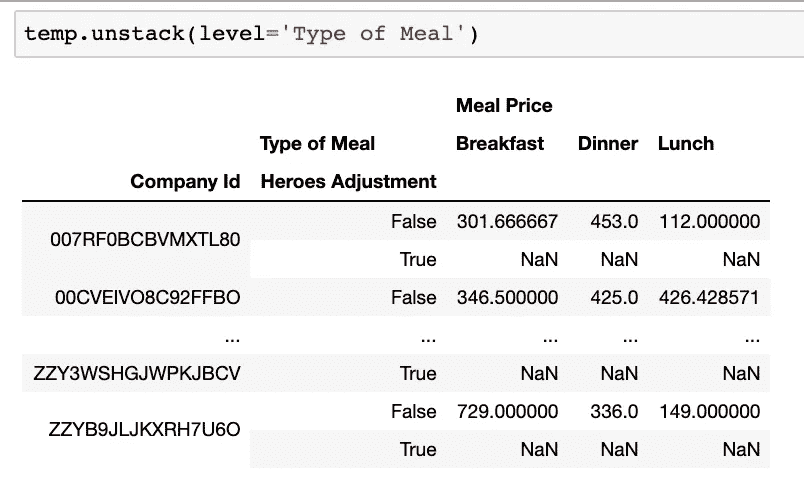 temp.unstack(level='Type of Meal')
Meal Price
Type of Meal Breakfast Dinner Lunch
Company Id Heroes Adjustment
007RF0BCBVMXTL80 False 301.666667 453.0 112.000000
True NaN NaN NaN
00CVEIVO8C92FFBO False 346.500000 425.0 426.428571
... ... ... ... ...
ZZY3WSHGJWPKJBCV True NaN NaN NaN
ZZYB9JLJKXRH7U6O False 729.000000 336.0 149.000000
True NaN NaN NaN